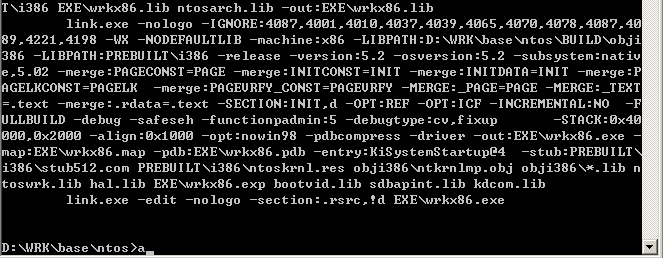 T\i386 EXE\wrkx86.lib ntosarch.lib -out:EXE\wrkx86.lib
link.exe -nologo -IGNORE:4087,4001,4010,4037,4039,4065,4070,4078,4087,40
89,4221,4198 -WX -NODEFAULTLIB -machine:x86 -LIBPATH:D:\WRK\base\ntos\BUILD\obji
386 -LIBPATH:PREBUILT\i386 -release -version:5.2 -osversion:5.2 -subsystem:nativ
e,5.02 -merge:PAGECONST=PAGE -merge:INITCONST=INIT -merge:INITDATA=INIT -merge:P
AGELKCONST=PAGELK -merge:PAGEVRFY_CONST=PAGEVRFY -MERGE:_PAGE=PAGE -MERGE:_TEXT
=.text -merge:.rdata=.text -SECTION:INIT,d -OPT:REF -OPT:ICF -INCREMENTAL:NO -F
ULLBUILD -debug -safeseh -functionpadmin:5 -debugtype:cv,fixup -STACK:0x40
000,0x2000 -align:0x1000 -opt:nowin98 -pdbcompress -driver -out:EXE\wrkx86.exe -
map:EXE\wrkx86.map -pdb:EXE\wrkx86.pdb -entry:KiSystemStartup@4 -stub:PREBUILT\
i386\stub512.com PREBUILT\i386\ntoskrnl.res obji386\ntkrnlmp.obj obji386\*.lib n
toswrk.lib hal.lib EXE\wrkx86.exp bootvid.lib sdbapint.lib kdcom.lib
link.exe -edit -nologo -section:.rsrc,!d EXE\wrkx86.exe
D:\WRK\base\ntos>a